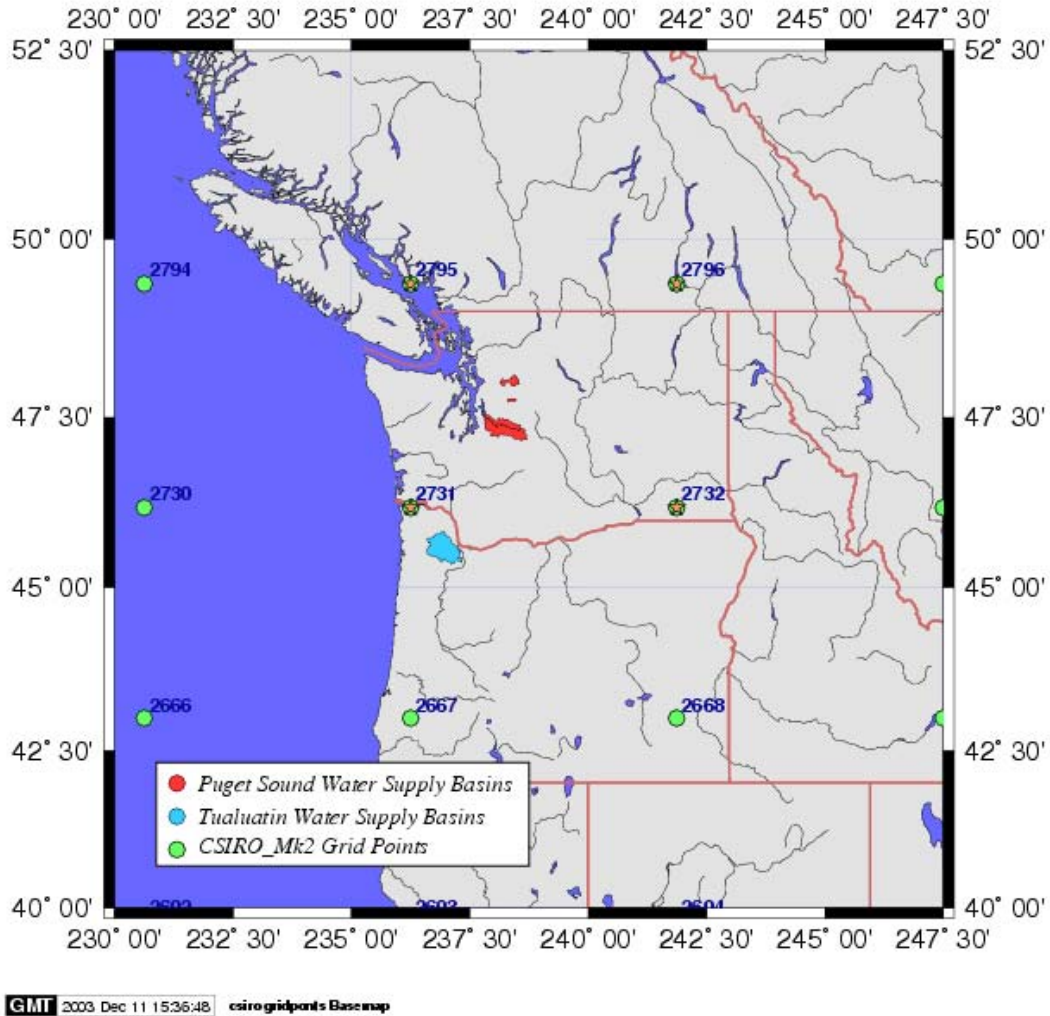 230° 00' 232° 30' 235° 00' 237° 30' 240° 00' 242° 30' 245° 00' 247° 30'
52° 30' 52° 30'
50° 00' 50° 00'
2794 2795 2796
47° 30' 47° 30'
2730 2731 2732
45° 00' 45° 00'
2666 2667 2668
42° 30' 42° 30'
Puget Sound Water Supply Basins
Tualuatin Water Supply Basins
CSIRO_Mk2 Grid Points
40° 00' 40° 00'
230° 00' 232° 30' 235° 00' 237° 30' 240° 00' 242° 30' 245° 00' 247° 30'
GMT 2003 Dec 11 15:36:48 csirogridponts Basemap